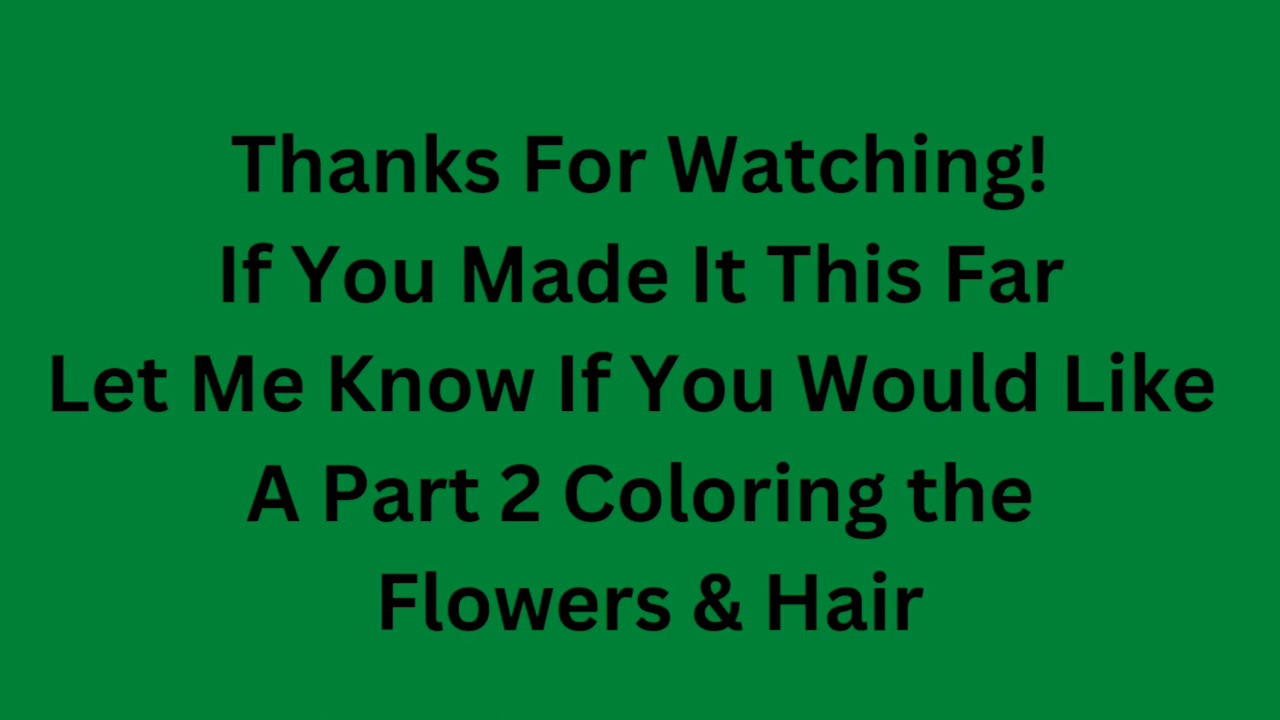 Thanks For Watching!
If You Made It This Far
Let Me Know If You Would Like
A Part 2 Coloring the
Flowers & Hair